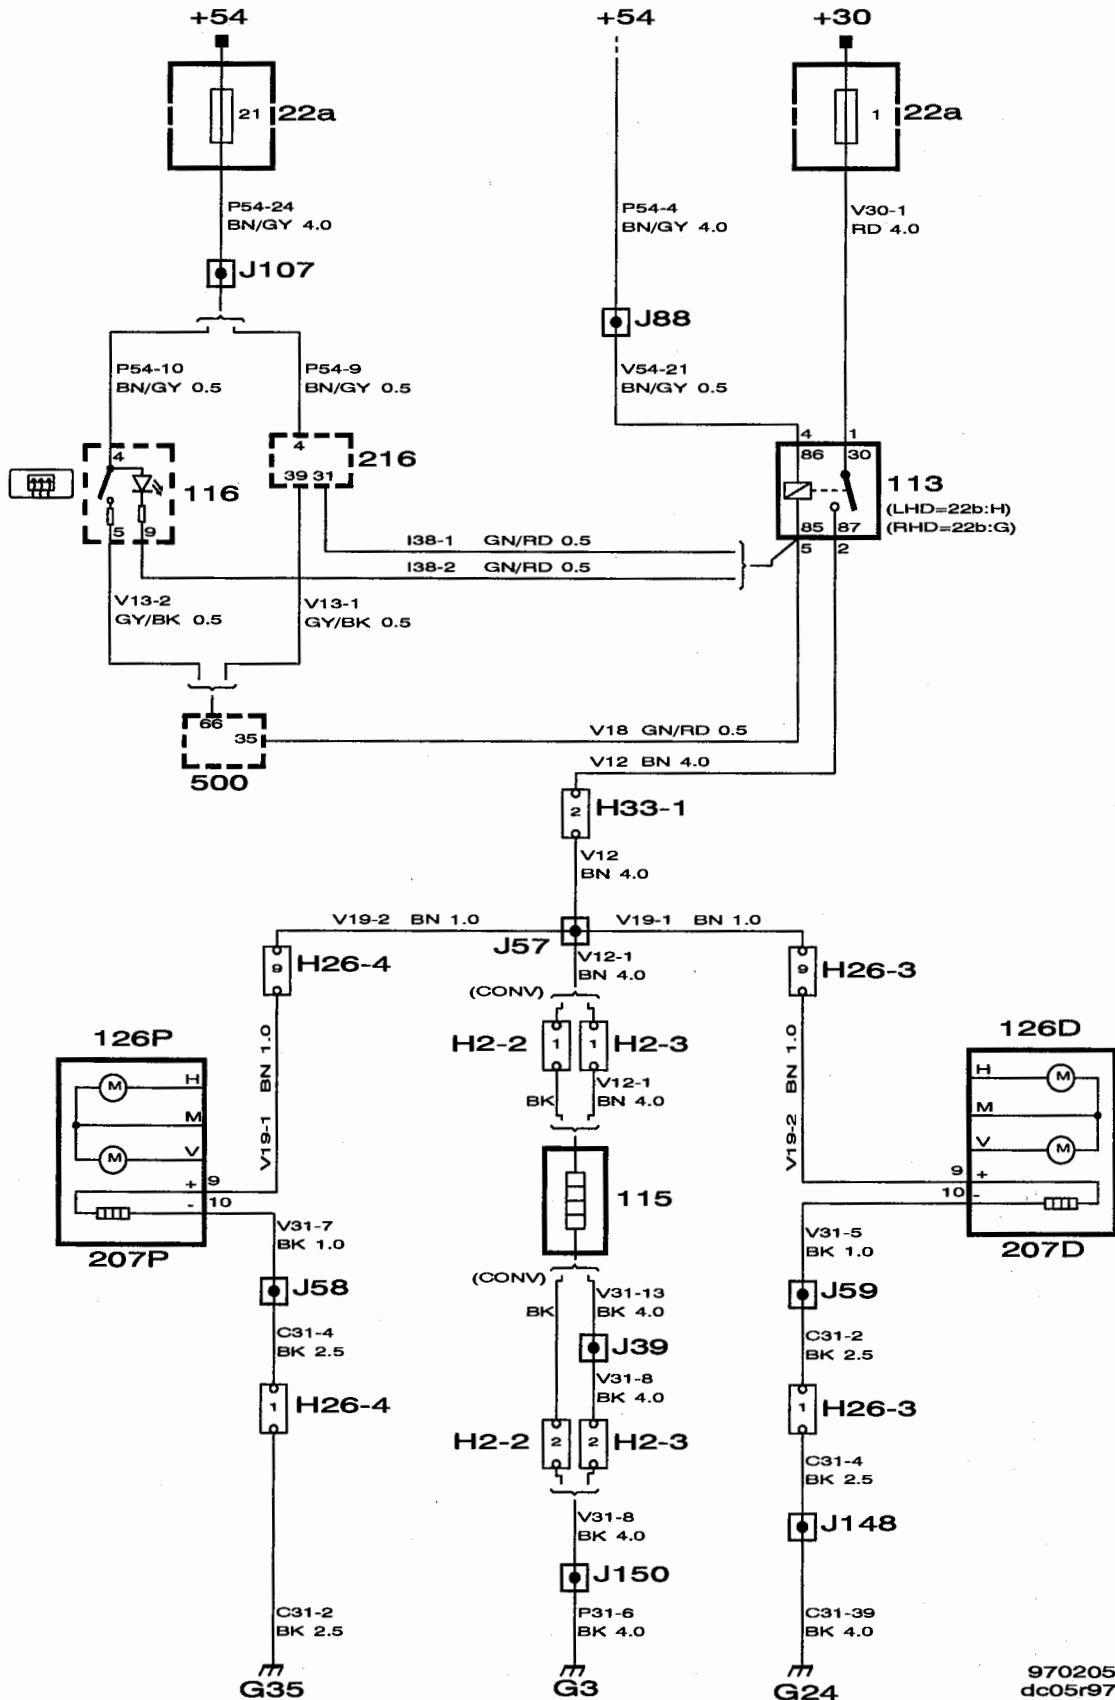 +54
+54
+30
21
22a
1
22a
P54-24
BN/GY 4.0
P54-4
BN/GY 4.0
V30-1
RD 4.0
J107
J88
P54-10
BN/GY 0.5
P54-9
BN/GY 0.5
V54-21
BN/GY 0.5
4
1
4
4
86
30
216
39
31
116
113
(LHD=22b:H)
(RHD=22b:G)
5
9
85
87
5
2
I38-1 GN/RD 0.5
I38-2 GN/RD 0.5
V13-2
GY/BK 0.5
V13-1
GY/BK 0.5
66
35
500
V18 GN/RD 0.5
V12 BN 4.0
2
H33-1
V12
BN 4.0
V19-2 BN 1.0
V19-1 BN 1.0
J57
V12-1
BN 4.0
9
H26-4
9
H26-3
(CONV)
H2-2
1
1
H2-3
BK
V12-1
BN 4.0
V19-1 BN 1.0
V19-2 BN 1.0
126P
126D
M
H
M
M
V
+
9
-
10
207P
H
M
M
V
M
9
+
10
-
207D
115
V31-7
BK 1.0
V31-5
BK 1.0
J58
J59
(CONV)
BK
V31-13
BK 4.0
J39
V31-8
BK 4.0
C31-4
BK 2.5
C31-2
BK 2.5
1
H26-4
1
H26-3
H2-2
2
2
H2-3
C31-4
BK 2.5
V31-8
BK 4.0
J148
J150
C31-2
BK 2.5
P31-6
BK 4.0
C31-39
BK 4.0
G35
G3
G24
970205
dc05r97